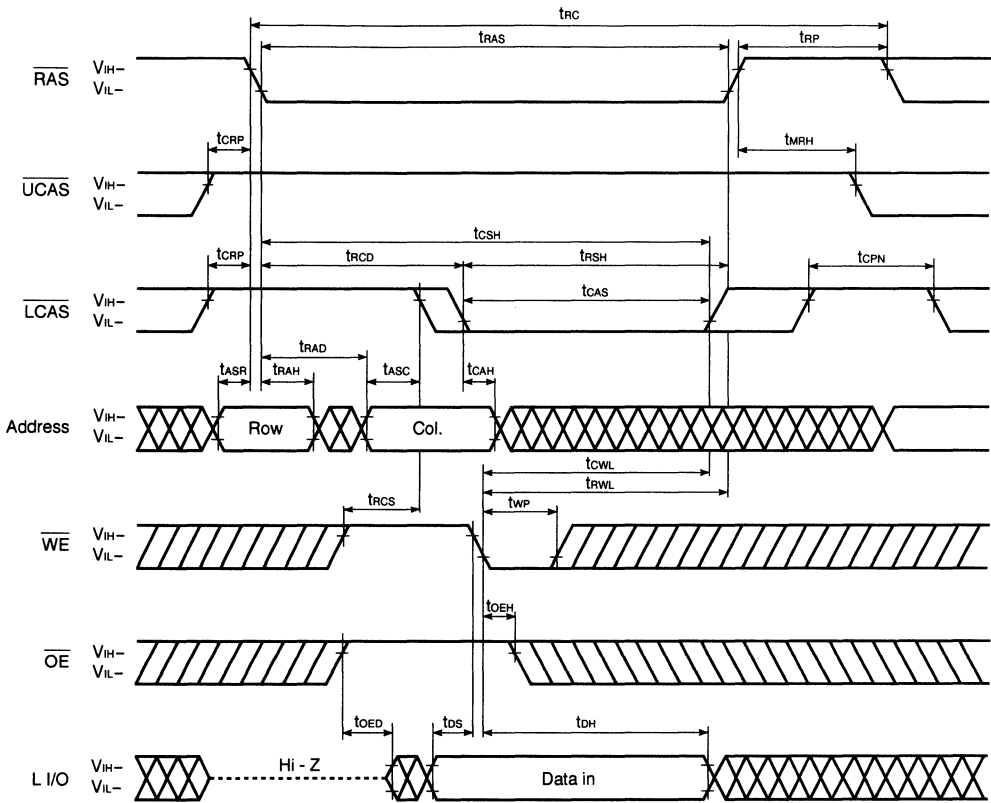 tRC
tRAS
tRP
RAS
VIH–
VIL–
tCRP
tMRH
UCAS
VIH–
VIL–
tCSH
tCRP
tRCD
tRSH
tCPN
LCAS
VIH–
VIL–
tCAS
tRAD
tASR
tRAH
tASC
tCAH
Address
VIH–
VIL–
Row
Col.
tCWL
tRWL
tRCS
tWP
WE
VIH–
VIL–
tOEH
OE
VIH–
VIL–
tOED
tDS
tDH
L I/O
VIH–
VIL–
Hi - Z
Data in